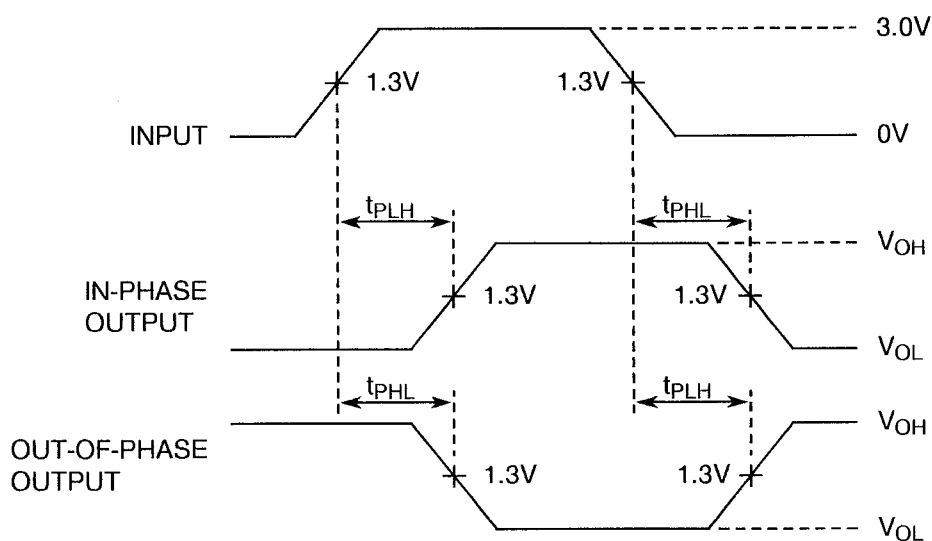 3.0V
1.3V 1.3V
INPUT 0V
tPLH tPHL
VOH
IN-PHASE
OUTPUT
1.3V 1.3V
VOL
tPHL tPLH
VOH
OUT-OF-PHASE
OUTPUT
1.3V 1.3V
VOL